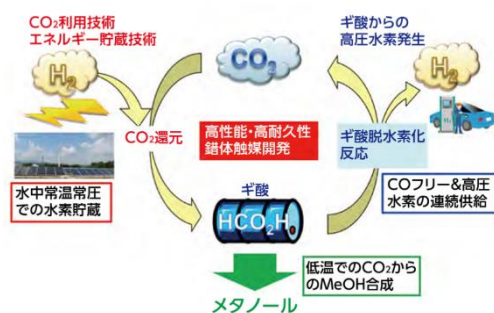 CO₂利用技術
エネルギー貯蔵技術
H₂
CO₂
ギ酸からの
高圧水素発生
H₂
CO₂還元
高性能・高耐久性
錯体触媒開発
ギ酸脱水素化
反応
水中常温常圧
での水素貯蔵
ギ酸
HCO₂H
COフリー&高圧
水素の連続供給
低温でのCO₂から
のMeOH合成
メタノール